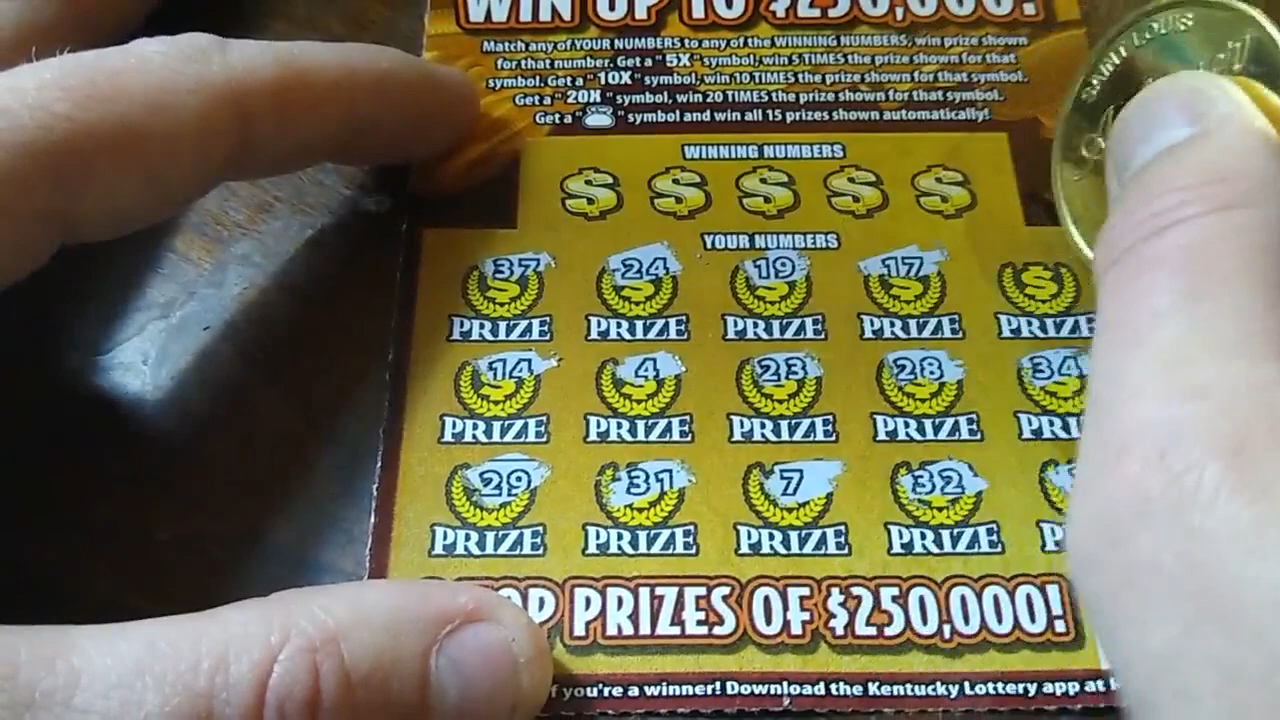 WIN UP TO $250,000!
Match any of YOUR NUMBERS to any of the WINNING NUMBERS, win prize shown
for that number. Get a "5X" symbol, win 5 TIMES the prize shown for that
symbol. Get a "10X" symbol, win 10 TIMES the prize shown for that symbol.
Get a "20X" symbol, win 20 TIMES the prize shown for that symbol.
Get a " " symbol and win all 15 prizes shown automatically!
SAINT LOUIS
WINNING NUMBERS
$ $ $ $ $
YOUR NUMBERS
37 24 19 17 $
PRIZE PRIZE PRIZE PRIZE PRIZE
14 4 23 28 34
PRIZE PRIZE PRIZE PRIZE
29 31 7 32
PRIZE PRIZE PRIZE PRIZE
PRIZES OF $250,000!
you're a winner! Download the Kentucky Lottery app at